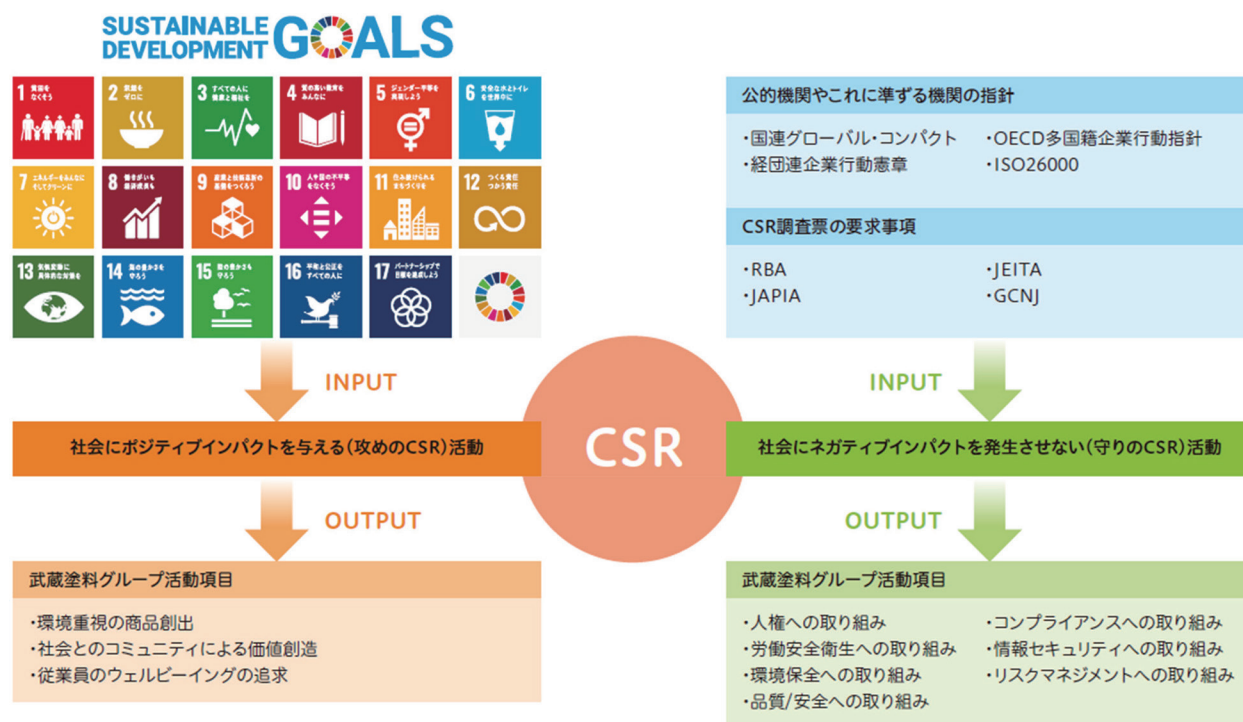 SUSTAINABLE
DEVELOPMENT
GOALS
1 貧困を
なくそう
2 飢餓を
ゼロに
3 すべての人に
健康と福祉を
4 質の高い教育を
みんなに
5 ジェンダー平等を
実現しよう
6 安全な水とトイレ
を世界中に
7 エネルギーをみんなに
そしてクリーンに
8 働きがいも
経済成長も
9 産業と技術革新の
基盤をつくろう
10 人や国の不平等
をなくそう
11 住み続けられる
まちづくりを
12 つくる責任
つかう責任
13 気候変動に
具体的な対策を
14 海の豊かさを
守ろう
15 陸の豊かさも
守ろう
16 平和と公正を
すべての人に
17 パートナーシップで
目標を達成しよう
INPUT
社会にポジティブインパクトを与える(攻めのCSR)活動
OUTPUT
武蔵塗料グループ活動項目
・環境重視の商品創出
・社会とのコミュニティによる価値創造
・従業員のウェルビーイングの追求
CSR
公的機関やこれに準ずる機関の指針
・国連グローバル・コンパクト ・OECD多国籍企業行動指針
・経団連企業行動憲章 ・ISO26000
CSR調査票の要求事項
・RBA ・JEITA
・JAPIA ・GCNJ
INPUT
社会にネガティブインパクトを発生させない(守りのCSR)活動
OUTPUT
武蔵塗料グループ活動項目
・人権への取り組み ・コンプライアンスへの取り組み
・労働安全衛生への取り組み ・情報セキュリティへの取り組み
・環境保全への取り組み ・リスクマネジメントへの取り組み
・品質/安全への取り組み